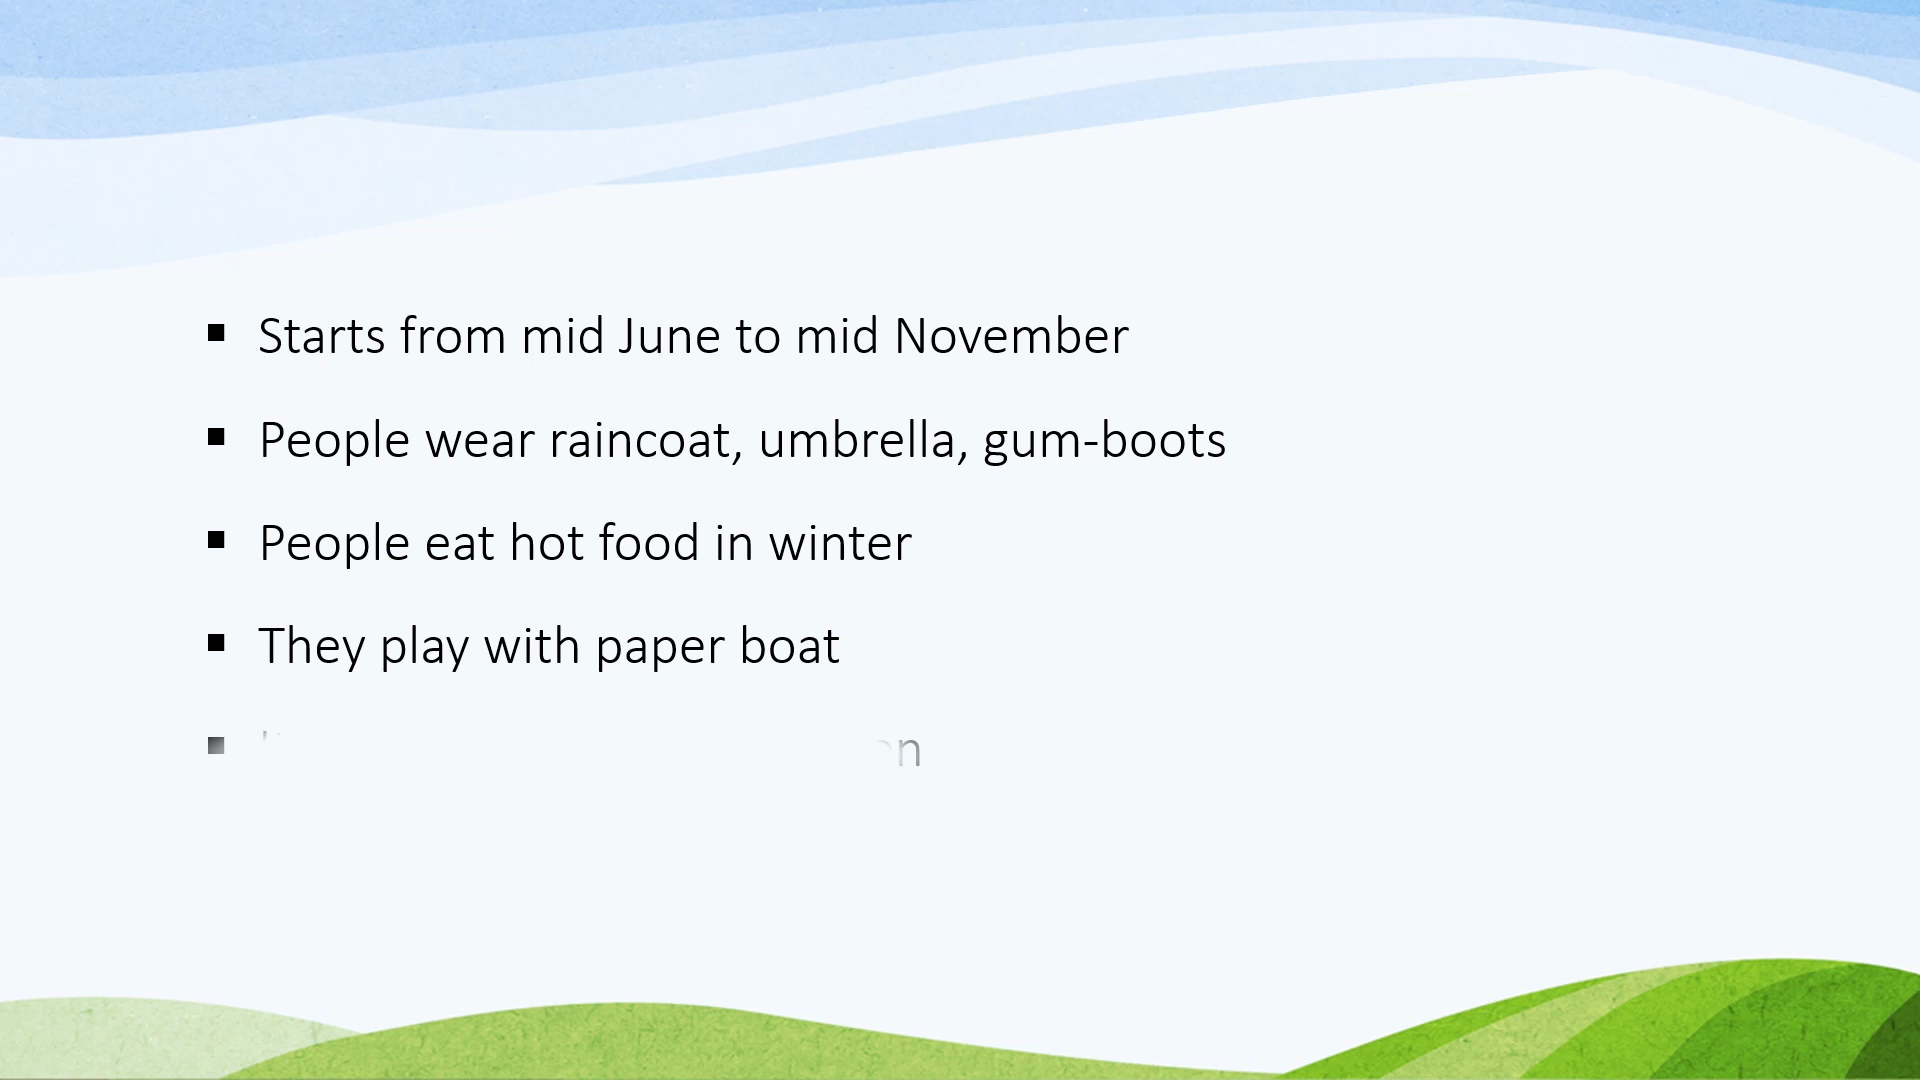 ▪ Starts from mid June to mid November
▪ People wear raincoat, umbrella, gum-boots
▪ People eat hot food in winter
▪ They play with paper boat